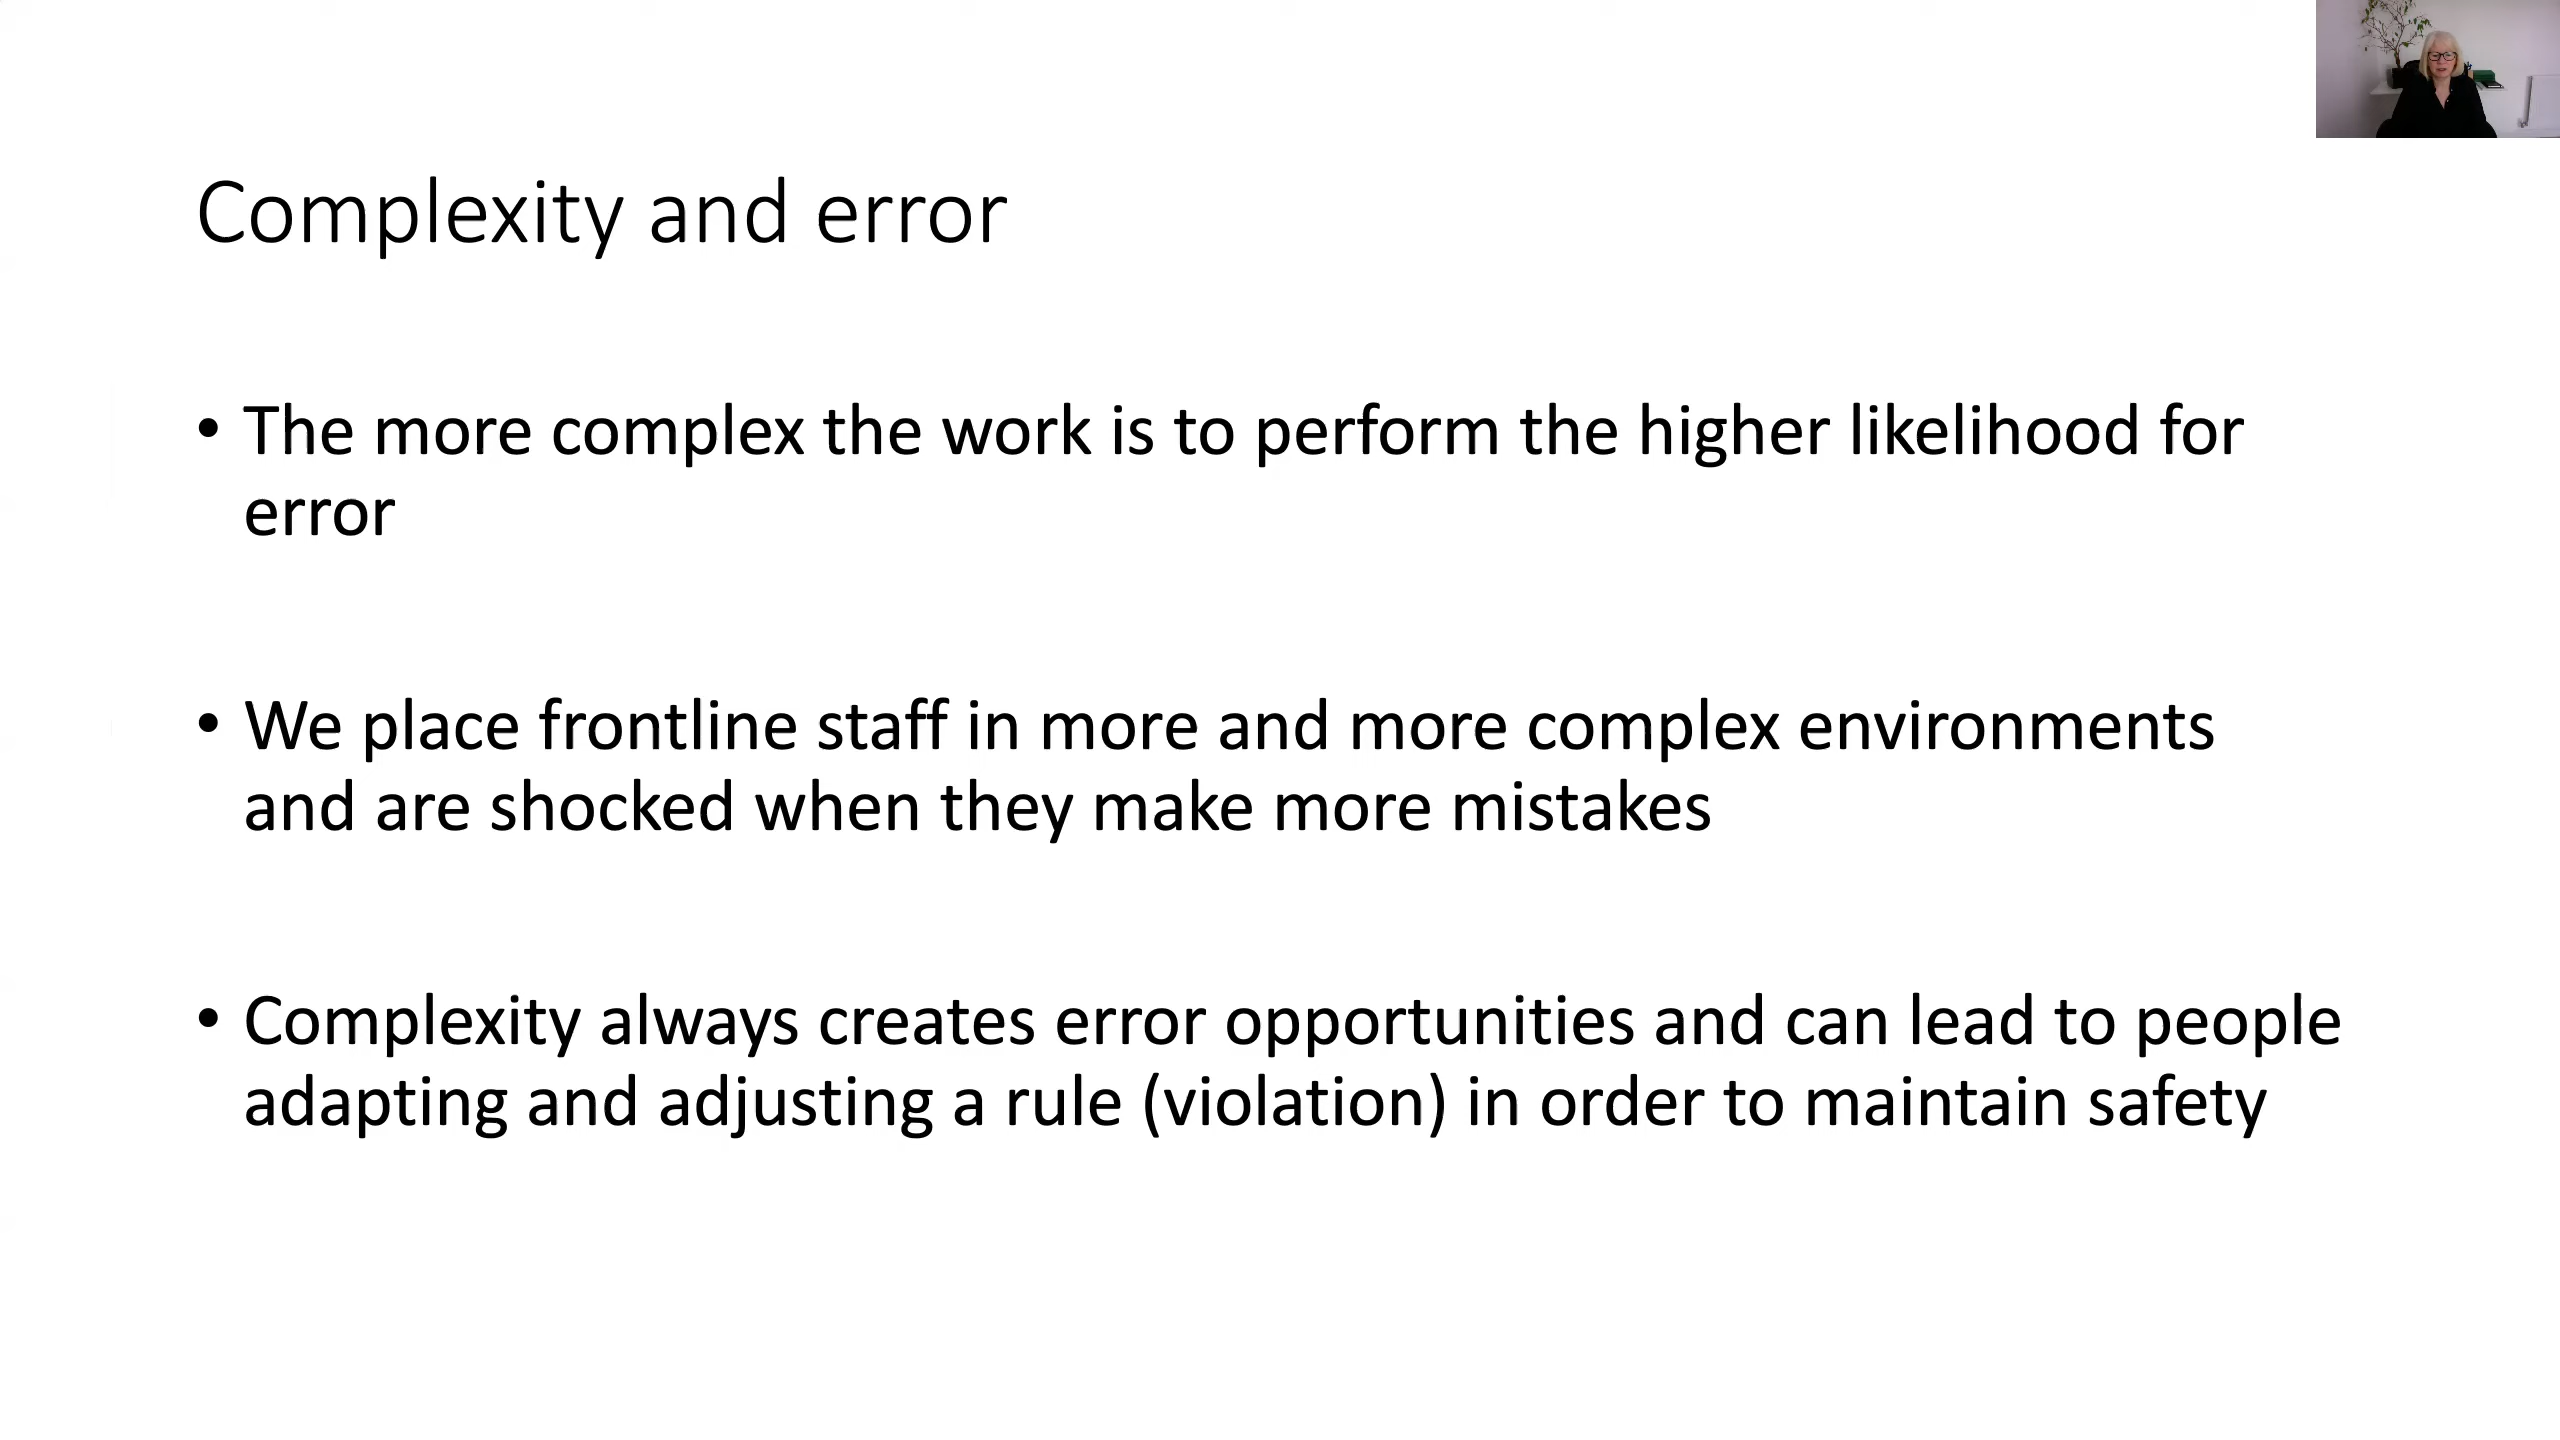 Complexity and error
• The more complex the work is to perform the higher likelihood for
error
• We place frontline staff in more and more complex environments
and are shocked when they make more mistakes
• Complexity always creates error opportunities and can lead to people
adapting and adjusting a rule (violation) in order to maintain safety